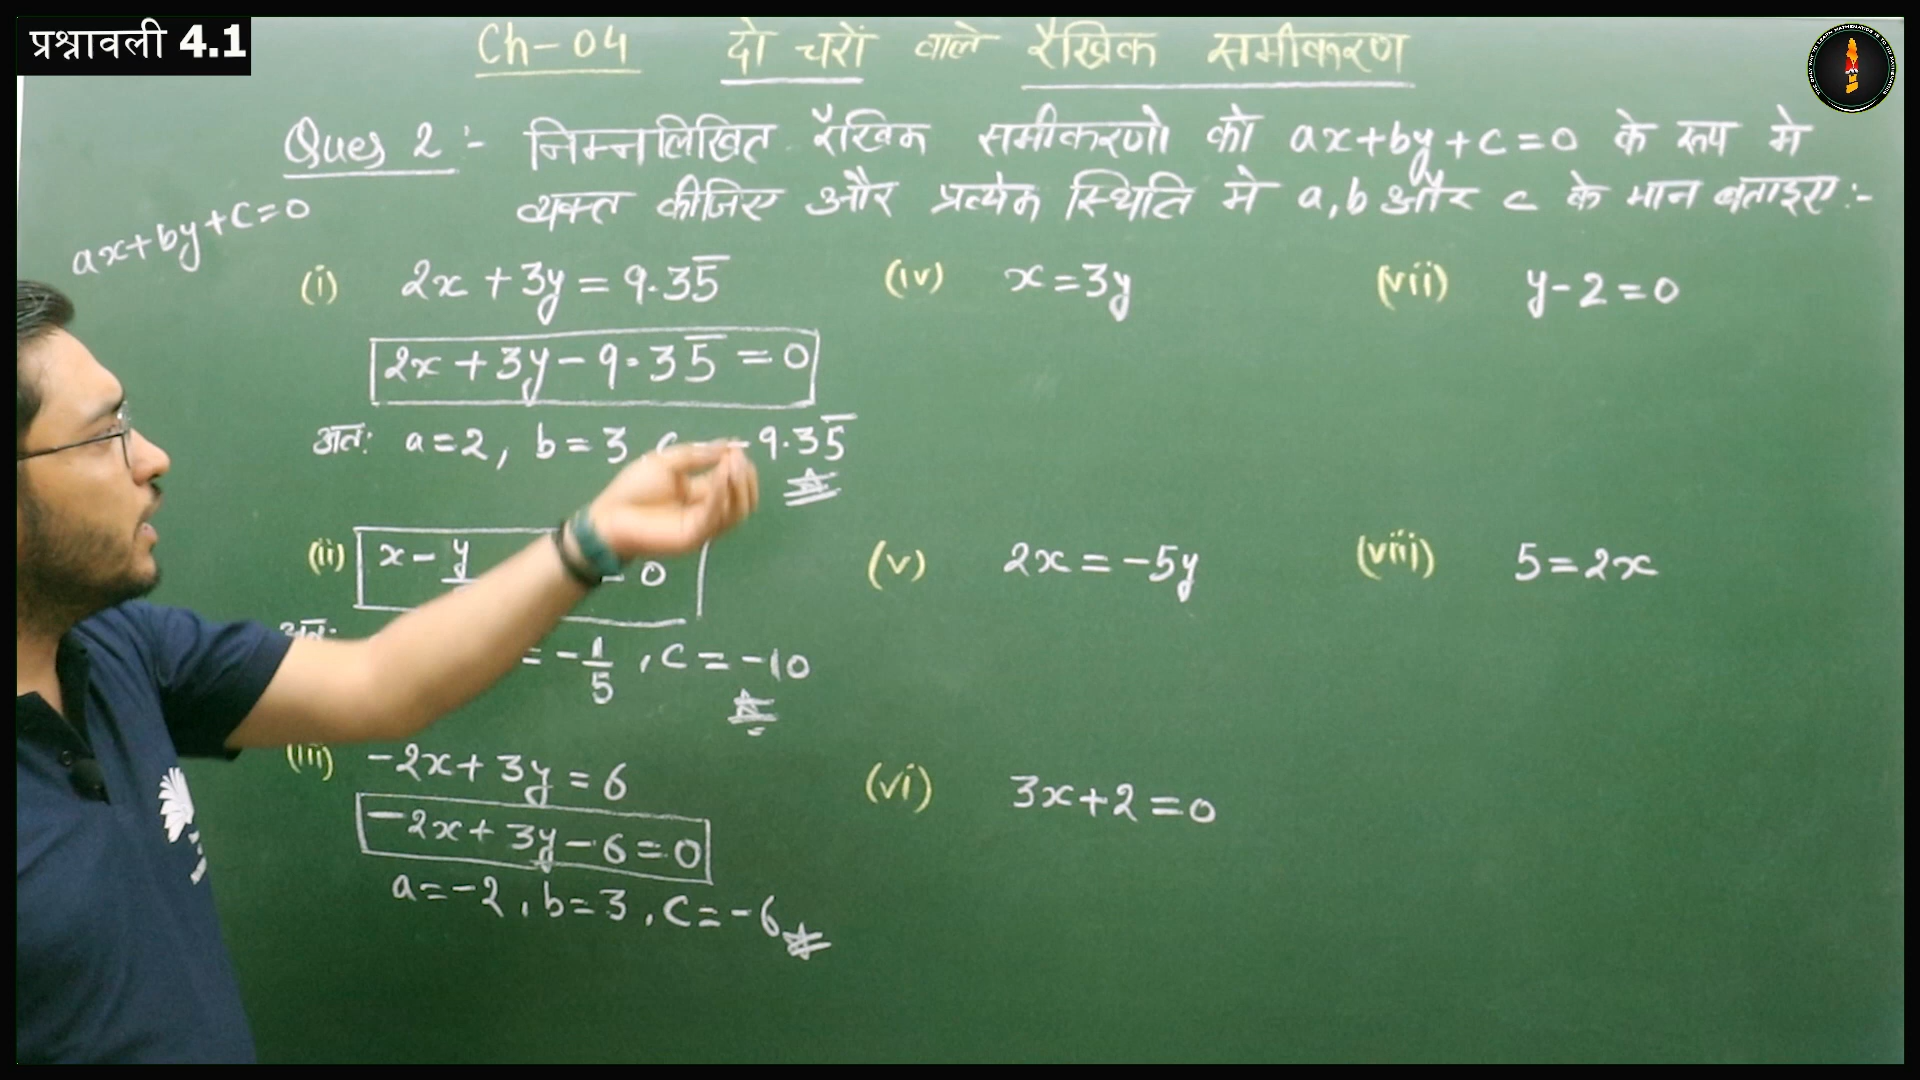 प्रश्नावली 4.1
Ch-04 दो चरों वाले रैखिक समीकरण
Ques 2 :- निम्नलिखित रैखिक समीकरणो को ax+by+c=0 के रूप मे
व्यक्त कीजिए और प्रत्येक स्थिति मे a,b और c के मान बताइए:-
ax+by+c=0
(i) 2x+3y=9.35̅
2x+3y-9.35̅=0
अतः a=2, b=3, c=-9.35̅
(ii) x-y =0
अतः =-1/5, c=-10
(iii) -2x+3y=6
-2x+3y-6=0
a=-2, b=3, c=-6
(iv) x=3y
(v) 2x=-5y
(vi) 3x+2=0
(vii) y-2=0
(viii) 5=2x